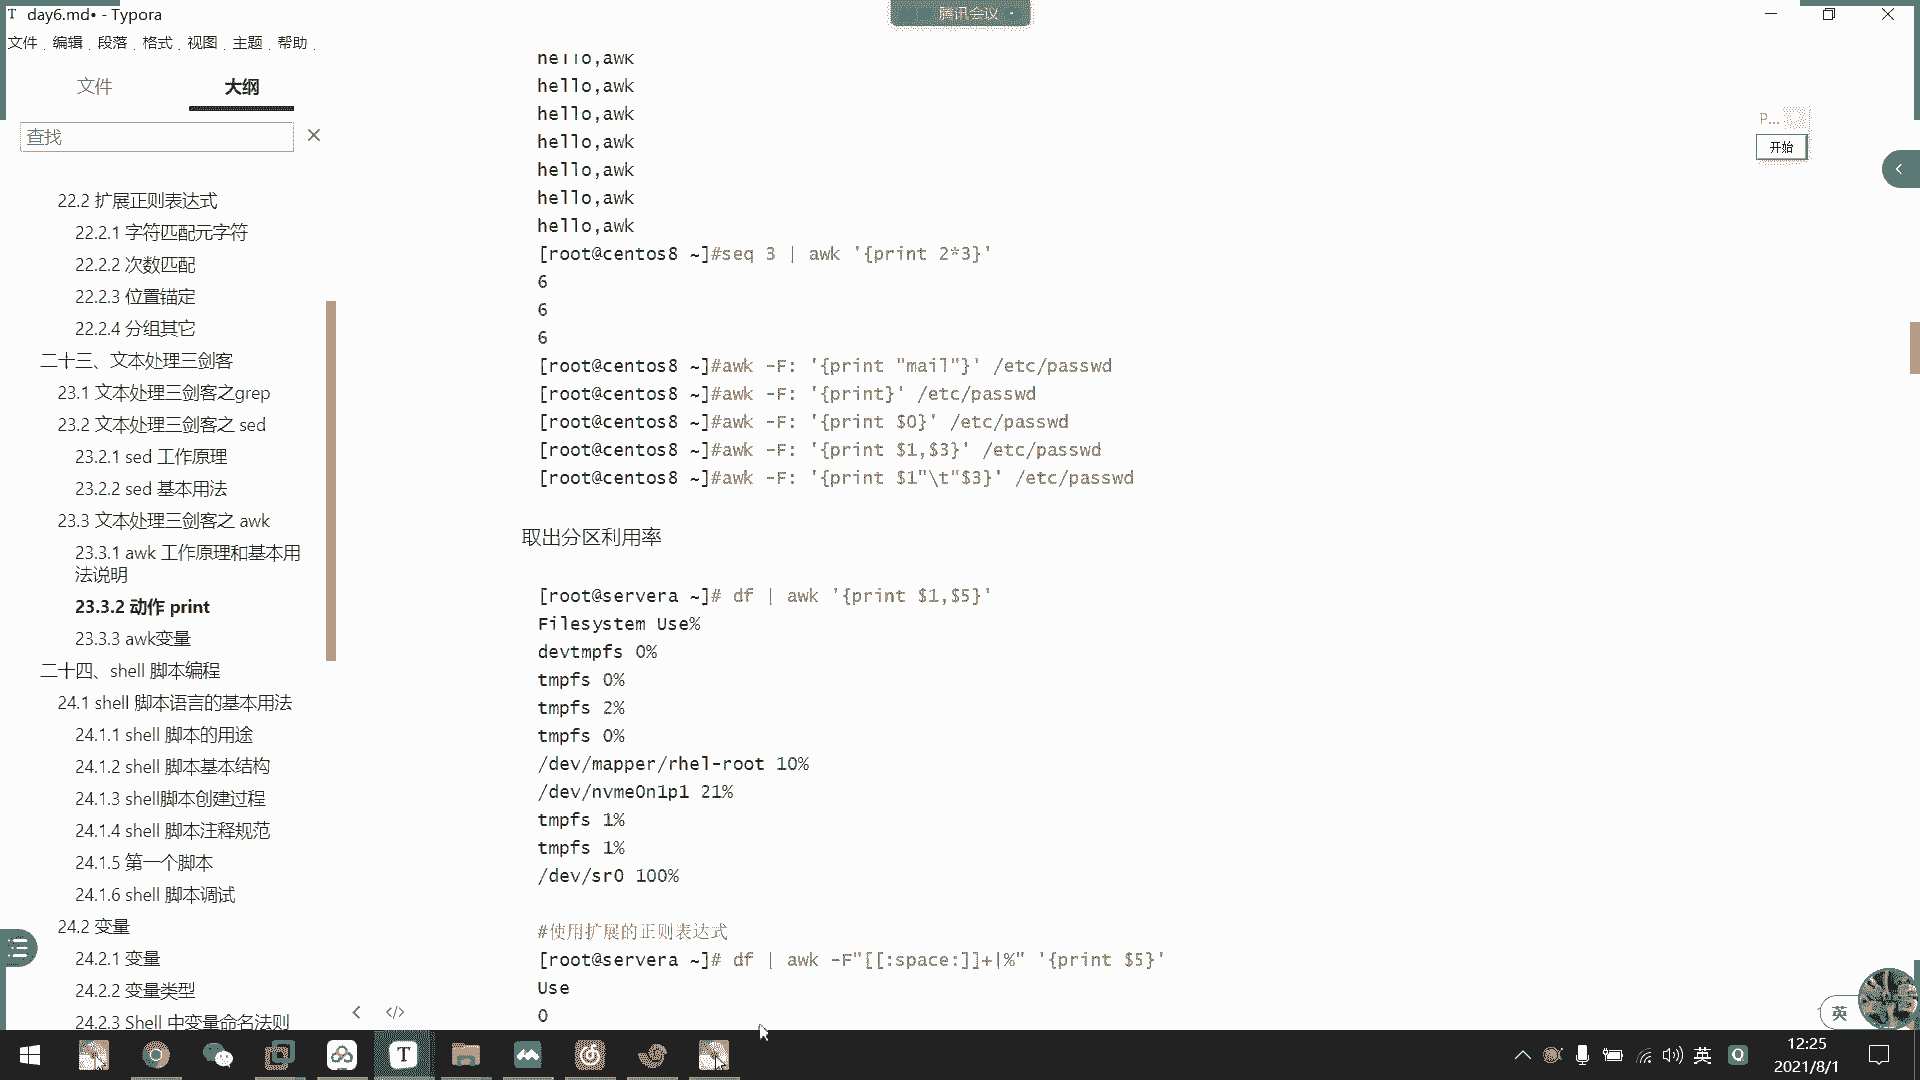 T day6.md• - Typora
腾讯会议
文件 编辑 段落 格式 视图 主题 帮助
文件 大纲
查找
22.2 扩展正则表达式
22.2.1 字符匹配元字符
22.2.2 次数匹配
22.2.3 位置锚定
22.2.4 分组其它
二十三、文本处理三剑客
23.1 文本处理三剑客之grep
23.2 文本处理三剑客之 sed
23.2.1 sed 工作原理
23.2.2 sed 基本用法
23.3 文本处理三剑客之 awk
23.3.1 awk 工作原理和基本用
法说明
23.3.2 动作 print
23.3.3 awk变量
二十四、shell 脚本编程
24.1 shell 脚本语言的基本用法
24.1.1 shell 脚本的用途
24.1.2 shell 脚本基本结构
24.1.3 shell脚本创建过程
24.1.4 shell 脚本注释规范
24.1.5 第一个脚本
24.1.6 shell 脚本调试
24.2 变量
24.2.1 变量
24.2.2 变量类型
24.2.3 Shell 中变量命名法则
hello,awk
hello,awk
hello,awk
hello,awk
hello,awk
hello,awk
hello,awk
[root@centos8 ~]#seq 3 | awk '{print 2*3}'
6
6
6
[root@centos8 ~]#awk -F: '{print "mail"}' /etc/passwd
[root@centos8 ~]#awk -F: '{print}' /etc/passwd
[root@centos8 ~]#awk -F: '{print $0}' /etc/passwd
[root@centos8 ~]#awk -F: '{print $1,$3}' /etc/passwd
[root@centos8 ~]#awk -F: '{print $1"\t"$3}' /etc/passwd
取出分区利用率
[root@servera ~]# df | awk '{print $1,$5}'
Filesystem Use%
devtmpfs 0%
tmpfs 0%
tmpfs 2%
tmpfs 0%
/dev/mapper/rhel-root 10%
/dev/nvme0n1p1 21%
tmpfs 1%
tmpfs 1%
/dev/sr0 100%
#使用扩展的正则表达式
[root@servera ~]# df | awk -F"[[:space:]]+|%" '{print $5}'
Use
0
P...
开始
英
英
12:25
2021/8/1